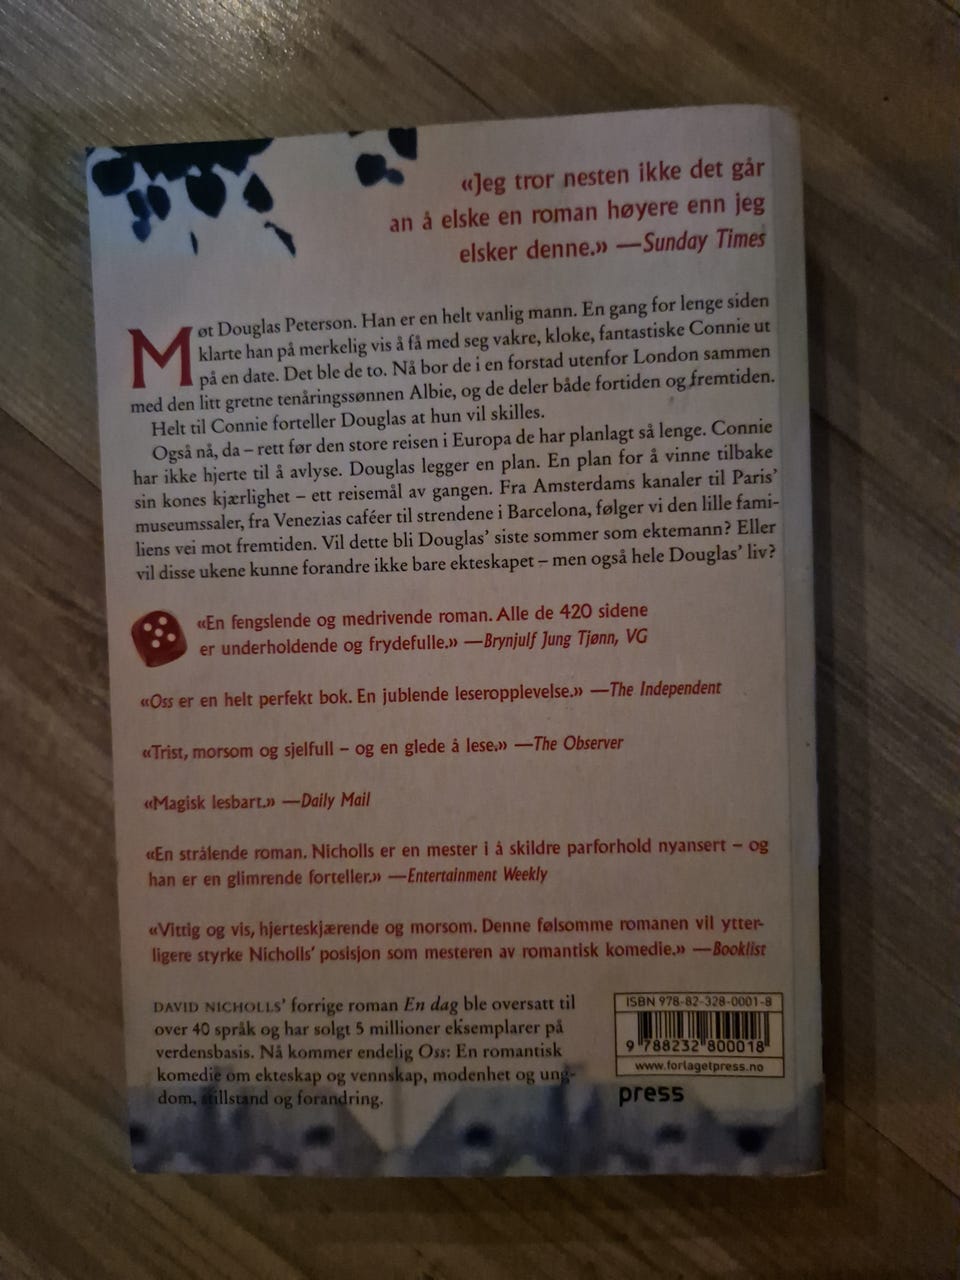 «Jeg tror nesten ikke det går
an å elske en roman høyere enn jeg
elsker denne.» —Sunday Times
Møt Douglas Peterson. Han er en helt vanlig mann. En gang for lenge siden
klarte han på merkelig vis å få med seg vakre, kloke, fantastiske Connie ut
på en date. Det ble de to. Nå bor de i en forstad utenfor London sammen
med den litt gretne tenåringssønnen Albie, og de deler både fortiden og fremtiden.
Helt til Connie forteller Douglas at hun vil skilles.
Også nå, da – rett før den store reisen i Europa de har planlagt så lenge. Connie
har ikke hjerte til å avlyse. Douglas legger en plan. En plan for å vinne tilbake
sin kones kjærlighet – ett reisemål av gangen. Fra Amsterdams kanaler til Paris'
museumssaler, fra Venezias caféer til strendene i Barcelona, følger vi den lille fami-
liens vei mot fremtiden. Vil dette bli Douglas' siste sommer som ektemann? Eller
vil disse ukene kunne forandre ikke bare ekteskapet – men også hele Douglas' liv?
«En fengslende og medrivende roman. Alle de 420 sidene
er underholdende og frydefulle.» —Brynjulf Jung Tjønn, VG
«Oss er en helt perfekt bok. En jublende leseropplevelse.» —The Independent
«Trist, morsom og sjelfull – og en glede å lese.» —The Observer
«Magisk lesbart.» —Daily Mail
«En strålende roman. Nicholls er en mester i å skildre parforhold nyansert – og
han er en glimrende forteller.» —Entertainment Weekly
«Vittig og vis, hjerteskjærende og morsom. Denne følsomme romanen vil ytter-
ligere styrke Nicholls' posisjon som mesteren av romantisk komedie.» —Booklist
DAVID NICHOLLS' forrige roman En dag ble oversatt til
over 40 språk og har solgt 5 millioner eksemplarer på
verdensbasis. Nå kommer endelig Oss: En romantisk
komedie om ekteskap og vennskap, modenhet og ung-
dom, stillstand og forandring.
ISBN 978-82-328-0001-8
9 788232 800018
www.forlagetpress.no
press